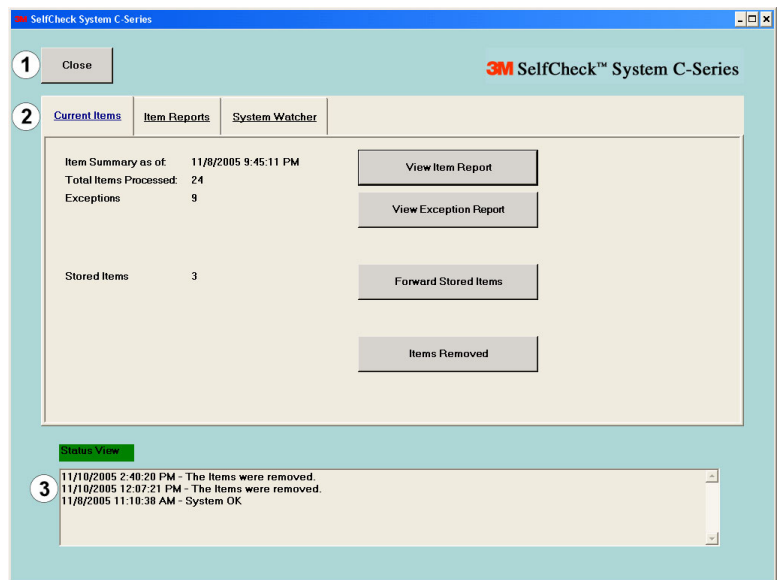 3M SelfCheck System C-Series
1
Close
3M SelfCheck™ System C-Series
2
Current Items Item Reports System Watcher
Item Summary as of: 11/8/2005 9:45:11 PM
View Item Report
Total Items Processed: 24
Exceptions 9
View Exception Report
Stored Items 3
Forward Stored Items
Items Removed
Status View
3
11/10/2005 2:40:20 PM - The Items were removed.
11/10/2005 12:07:21 PM - The Items were removed.
11/8/2005 11:10:38 AM - System OK